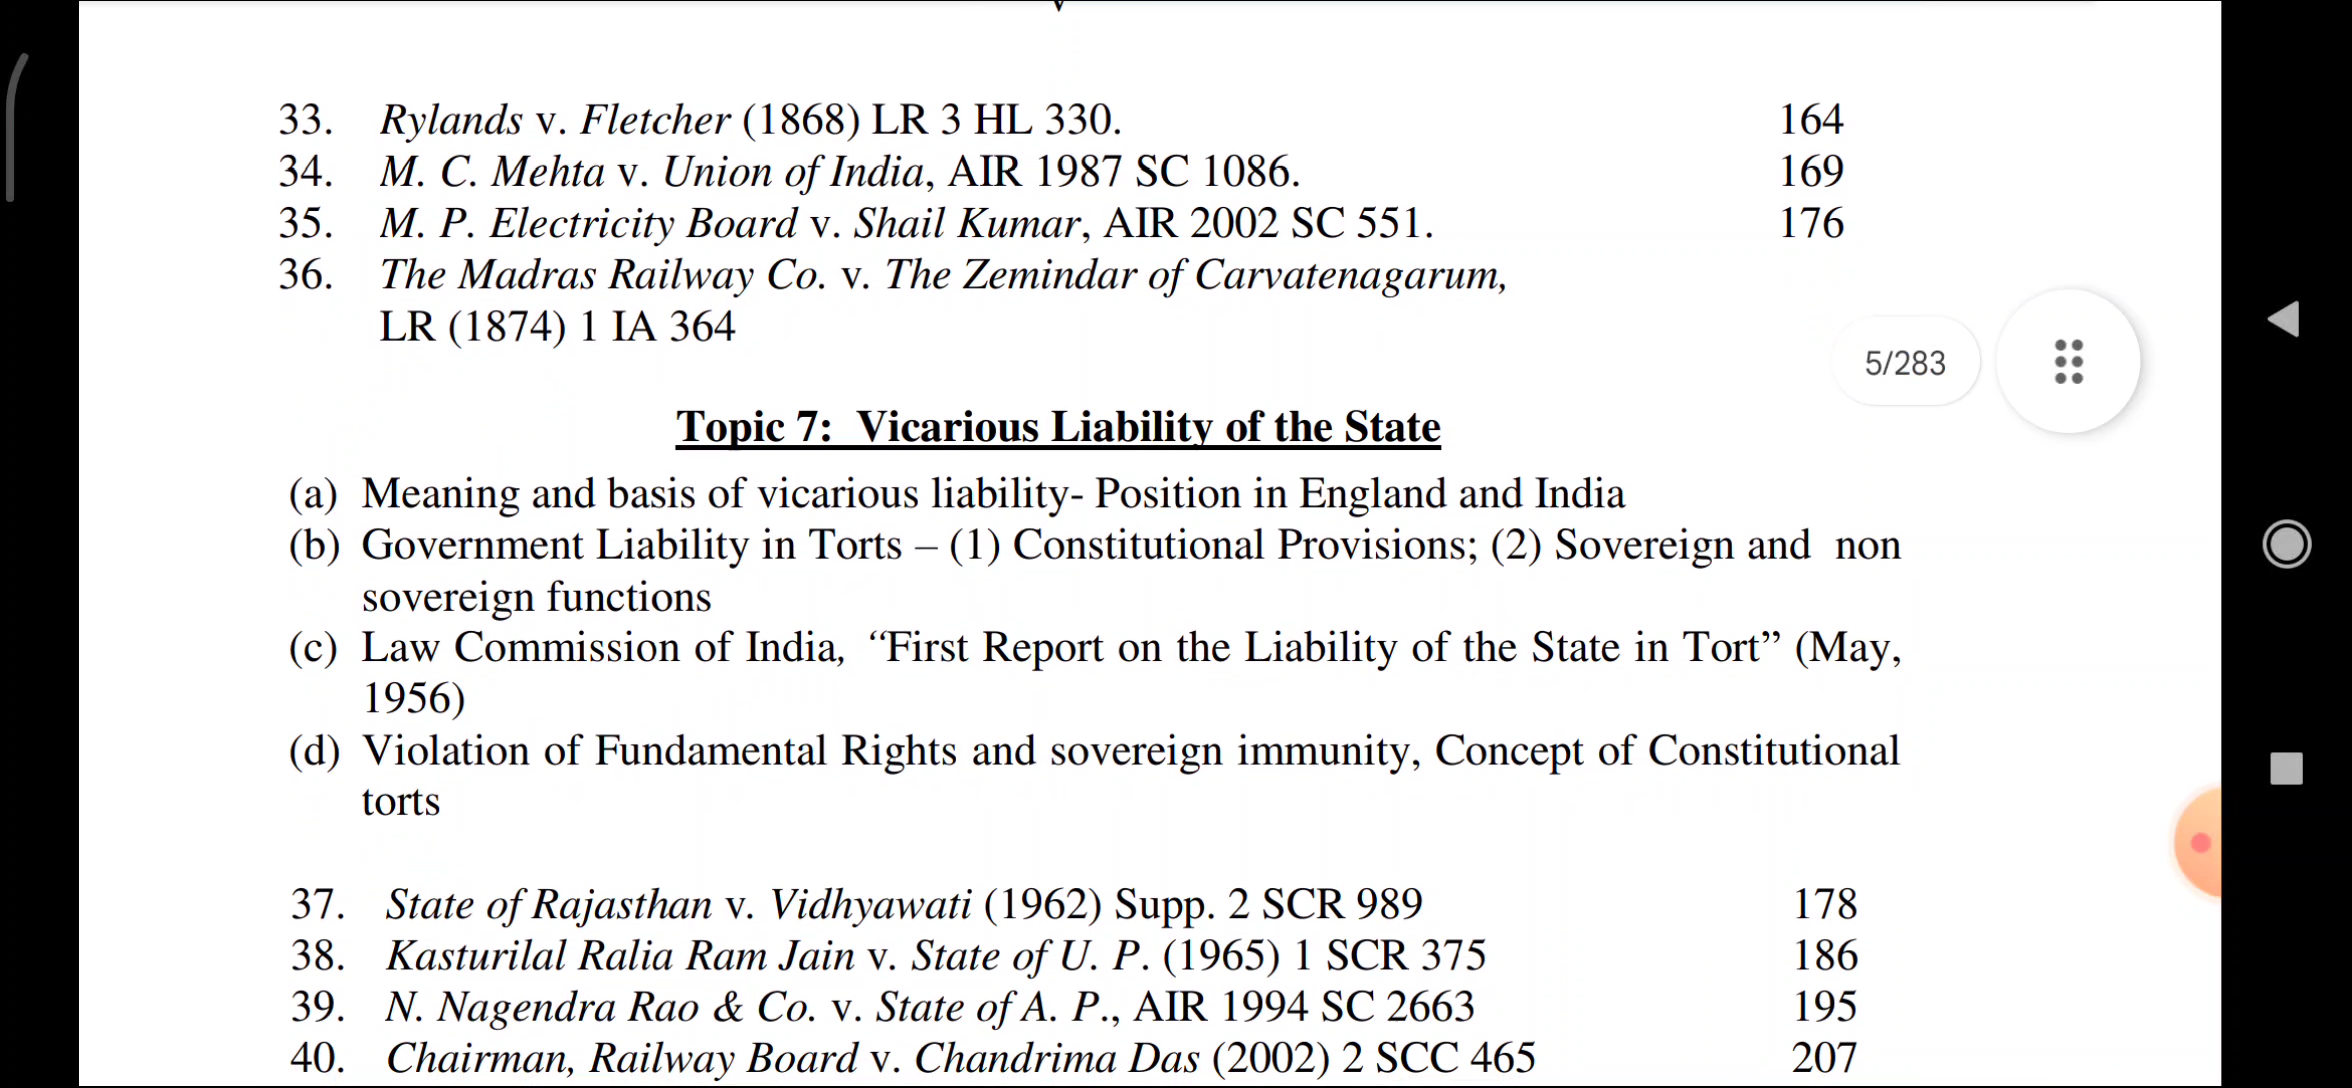 33. Rylands v. Fletcher (1868) LR 3 HL 330. 164
34. M. C. Mehta v. Union of India, AIR 1987 SC 1086. 169
35. M. P. Electricity Board v. Shail Kumar, AIR 2002 SC 551. 176
36. The Madras Railway Co. v. The Zemindar of Carvatenagarum,
LR (1874) 1 IA 364
5/283
Topic 7: Vicarious Liability of the State
(a) Meaning and basis of vicarious liability- Position in England and India
(b) Government Liability in Torts – (1) Constitutional Provisions; (2) Sovereign and non
sovereign functions
(c) Law Commission of India, “First Report on the Liability of the State in Tort” (May,
1956)
(d) Violation of Fundamental Rights and sovereign immunity, Concept of Constitutional
torts
37. State of Rajasthan v. Vidhyawati (1962) Supp. 2 SCR 989 178
38. Kasturilal Ralia Ram Jain v. State of U. P. (1965) 1 SCR 375 186
39. N. Nagendra Rao & Co. v. State of A. P., AIR 1994 SC 2663 195
40. Chairman, Railway Board v. Chandrima Das (2002) 2 SCC 465 207